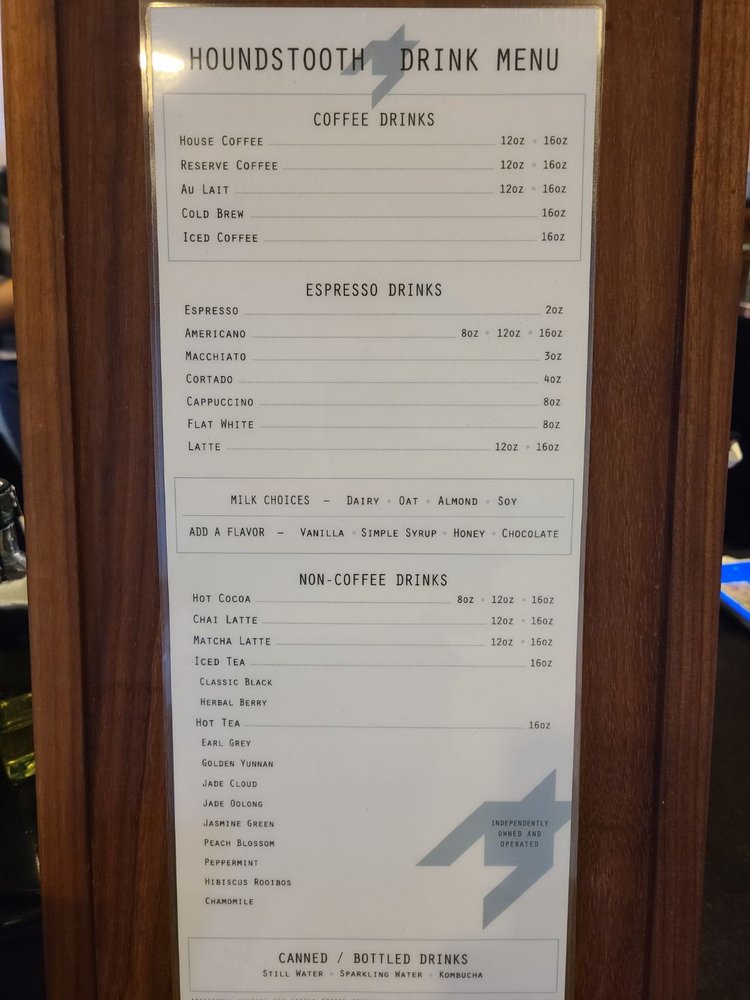 HOUNDSTOOTH DRINK MENU
COFFEE DRINKS
HOUSE COFFEE 12oz • 16oz
RESERVE COFFEE 12oz • 16oz
AU LAIT 12oz • 16oz
COLD BREW 16oz
ICED COFFEE 16oz
ESPRESSO DRINKS
ESPRESSO 2oz
AMERICANO 8oz • 12oz • 16oz
MACCHIATO 3oz
CORTADO 4oz
CAPPUCCINO 8oz
FLAT WHITE 8oz
LATTE 12oz • 16oz
MILK CHOICES – DAIRY • OAT • ALMOND • SOY
ADD A FLAVOR – VANILLA • SIMPLE SYRUP • HONEY • CHOCOLATE
NON-COFFEE DRINKS
HOT COCOA 8oz • 12oz • 16oz
CHAI LATTE 12oz • 16oz
MATCHA LATTE 12oz • 16oz
ICED TEA 16oz
CLASSIC BLACK
HERBAL BERRY
HOT TEA 16oz
EARL GREY
GOLDEN YUNNAN
JADE CLOUD
JADE OOLONG
JASMINE GREEN
PEACH BLOSSOM
PEPPERMINT
HIBISCUS ROOIBOS
CHAMOMILE
INDEPENDENTLY
OWNED AND
OPERATED
CANNED / BOTTLED DRINKS
STILL WATER • SPARKLING WATER • KOMBUCHA